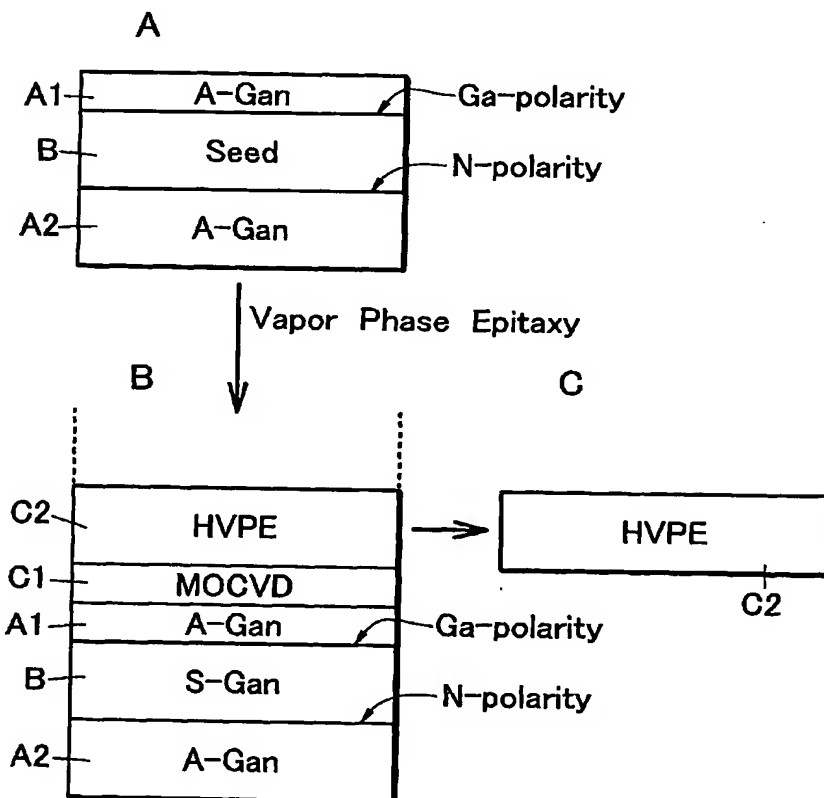 A
A1 A-Gan Ga-polarity
B Seed N-polarity
A2 A-Gan
Vapor Phase Epitaxy
B C
C2 HVPE HVPE
C1 MOCVD C2
A1 A-Gan Ga-polarity
B S-Gan N-polarity
A2 A-Gan